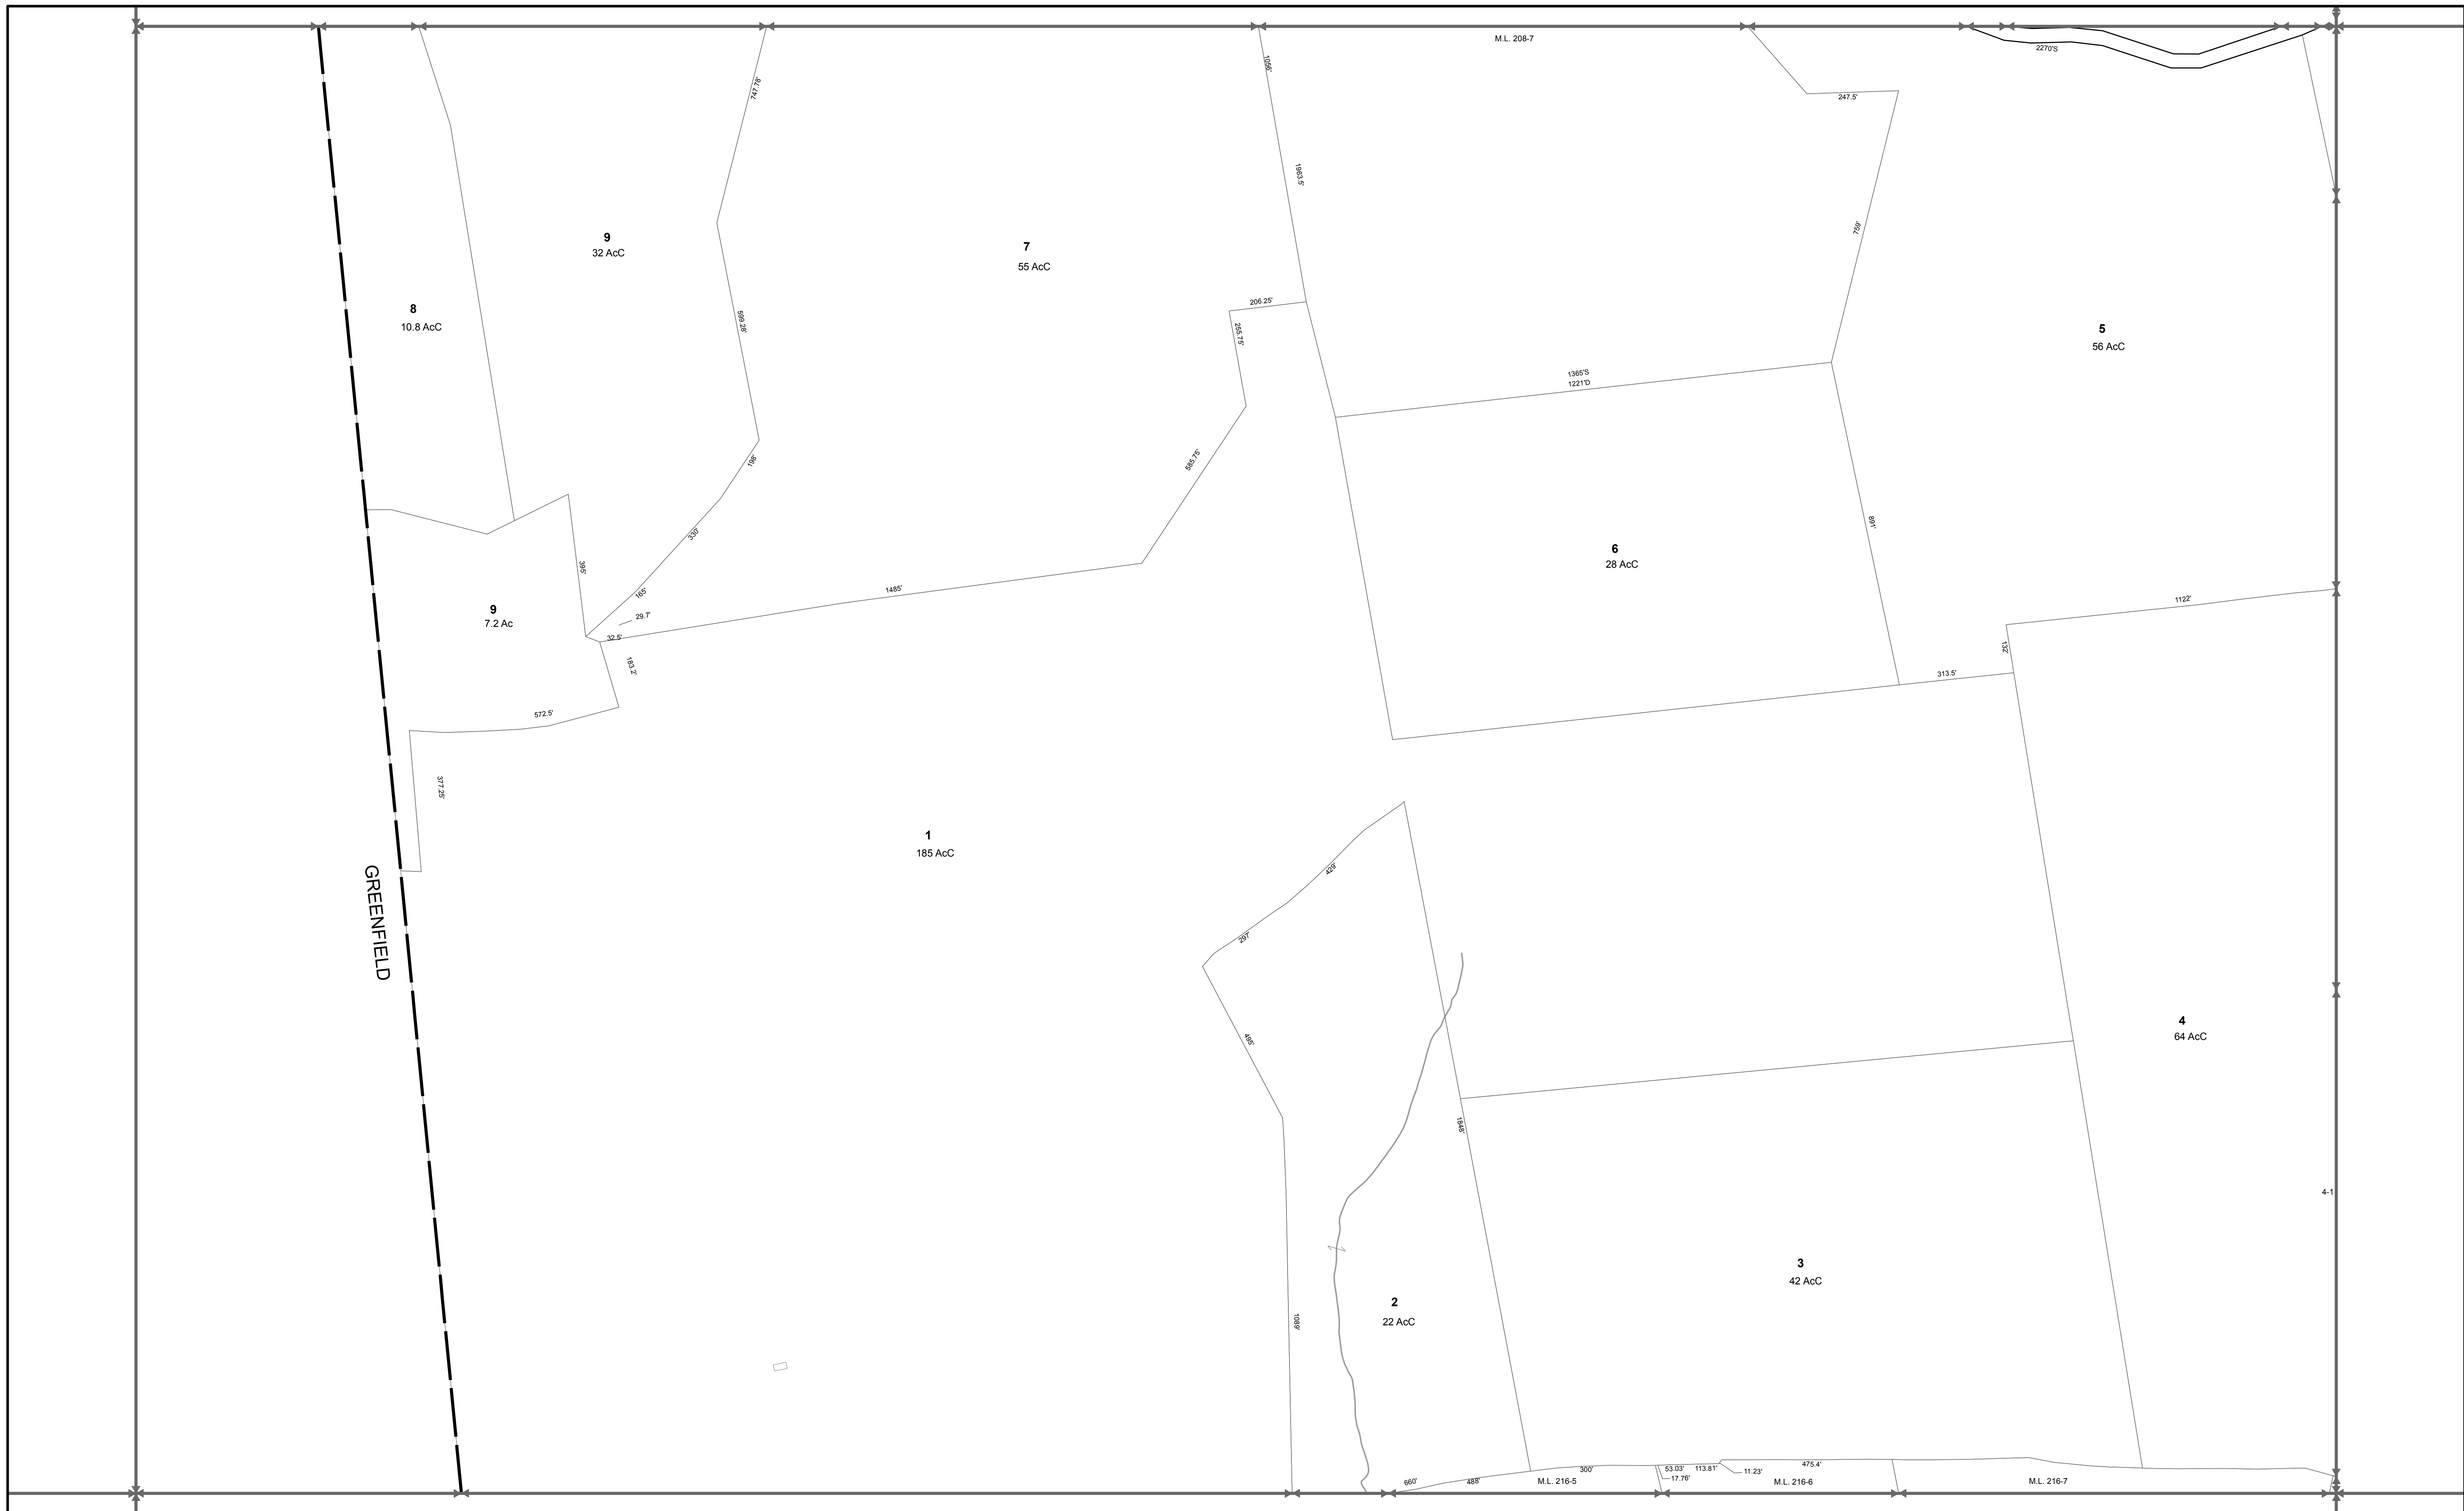 M.L. 208-7
2270'S
1056'
747.78'
247.5'
1963.5'
759'
9
32 AcC
7
55 AcC
8
10.8 AcC
206.25'
255.75'
599.28'
5
56 AcC
1365'S
1221'D
198'
585.75'
330'
891'
6
28 AcC
395'
165'
1485'
29.7'
32.5'
9
7.2 Ac
1122'
132'
183.2'
313.5'
572.5'
377.25'
1
185 AcC
429'
GREENFIELD
297'
495'
4
64 AcC
1848'
4-1
3
42 AcC
2
22 AcC
1089'
660'
488'
300'
M.L. 216-5
53.03'
113.81'
17.76'
11.23'
475.4'
M.L. 216-6
M.L. 216-7